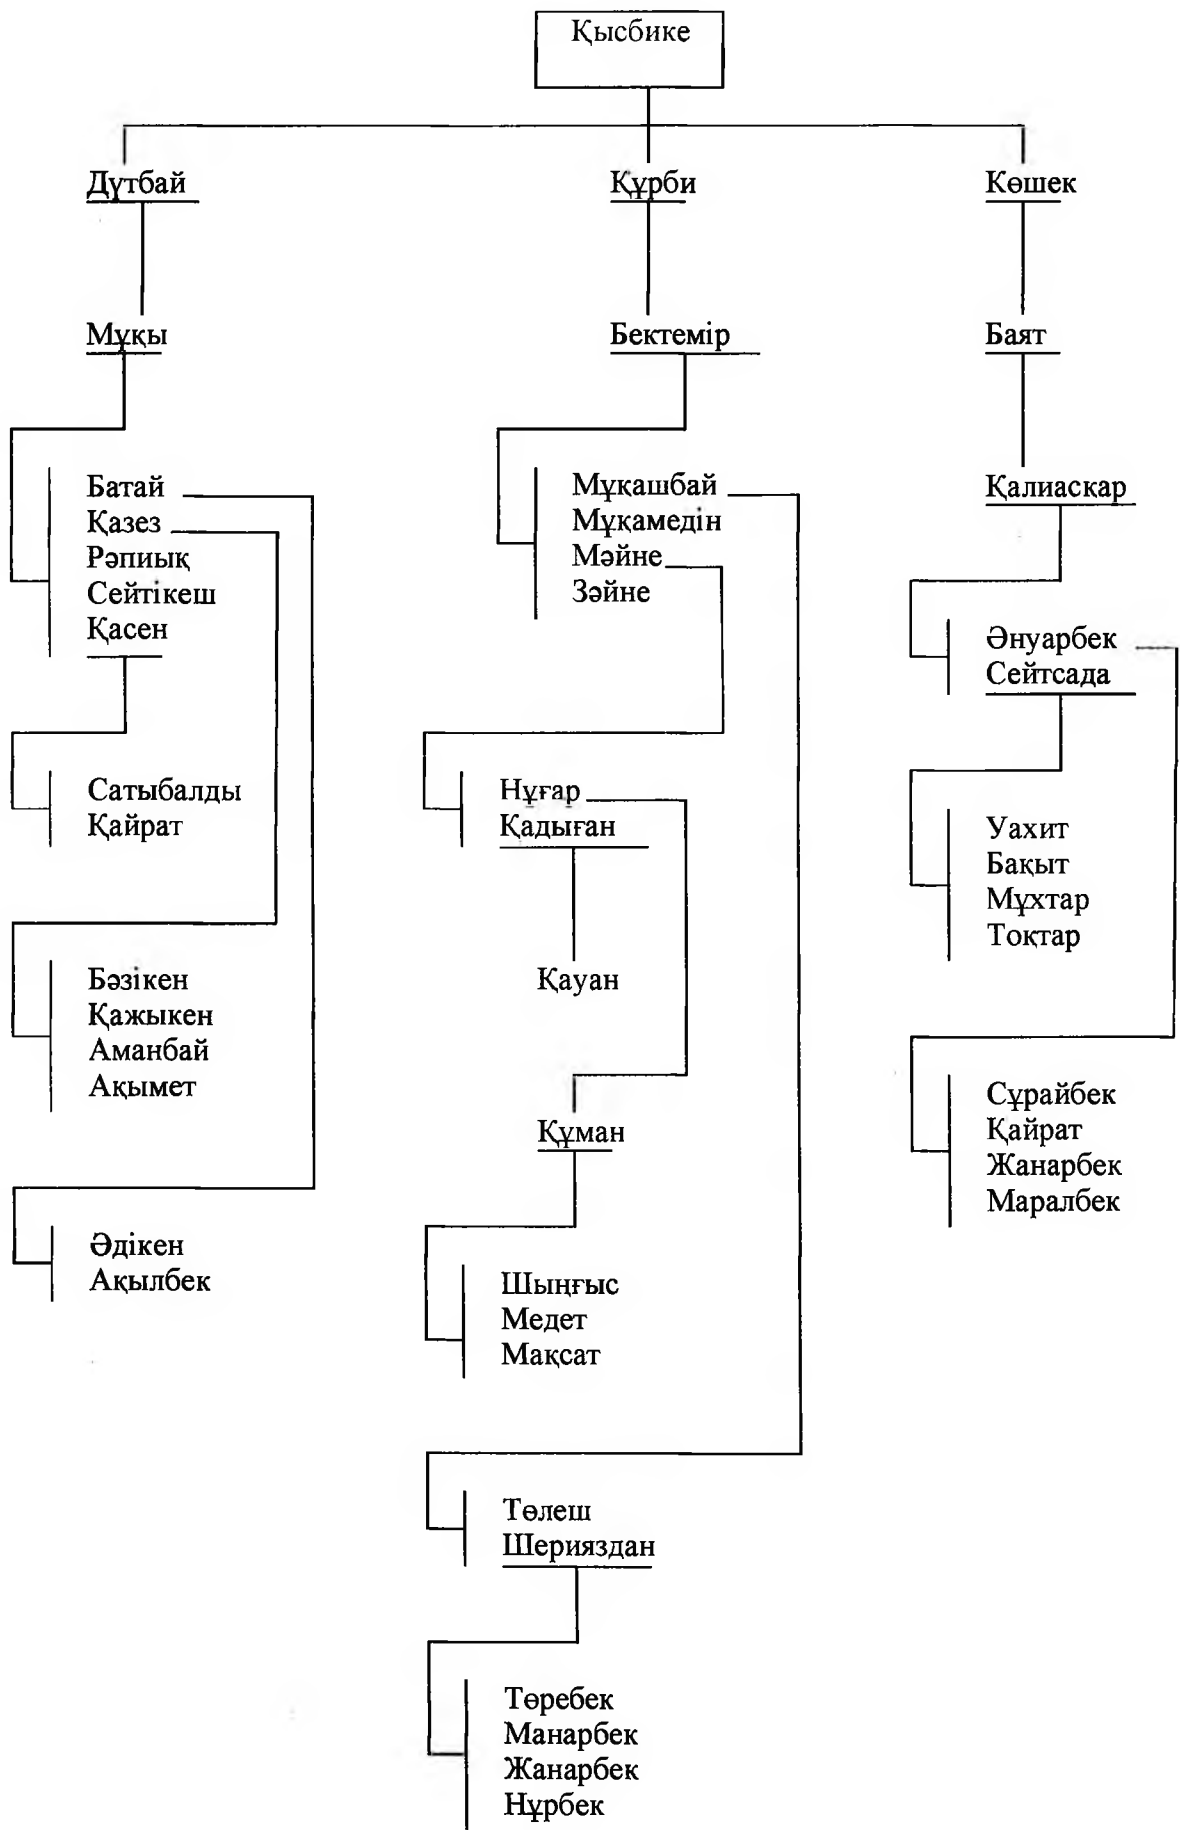 Қысбике
Дүтбай
Құрби
Көшек
Мұқы
Бектемір
Баят
Батай
Қазез
Рәпиық
Сейтікеш
Қасен
Мұқашбай
Мұқамедін
Мәйне
Зәйне
Қалиасқар
Әнуарбек
Сейтсада
Сатыбалды
Қайрат
Нұғар
Қадыған
Уахит
Бақыт
Мұхтар
Тоқтар
Бәзікен
Қажыкен
Аманбай
Ақымет
Қауан
Құман
Сұрайбек
Қайрат
Жанарбек
Маралбек
Әдікен
Ақылбек
Шыңғыс
Медет
Мақсат
Төлеш
Шерияздан
Төребек
Манарбек
Жанарбек
Нұрбек